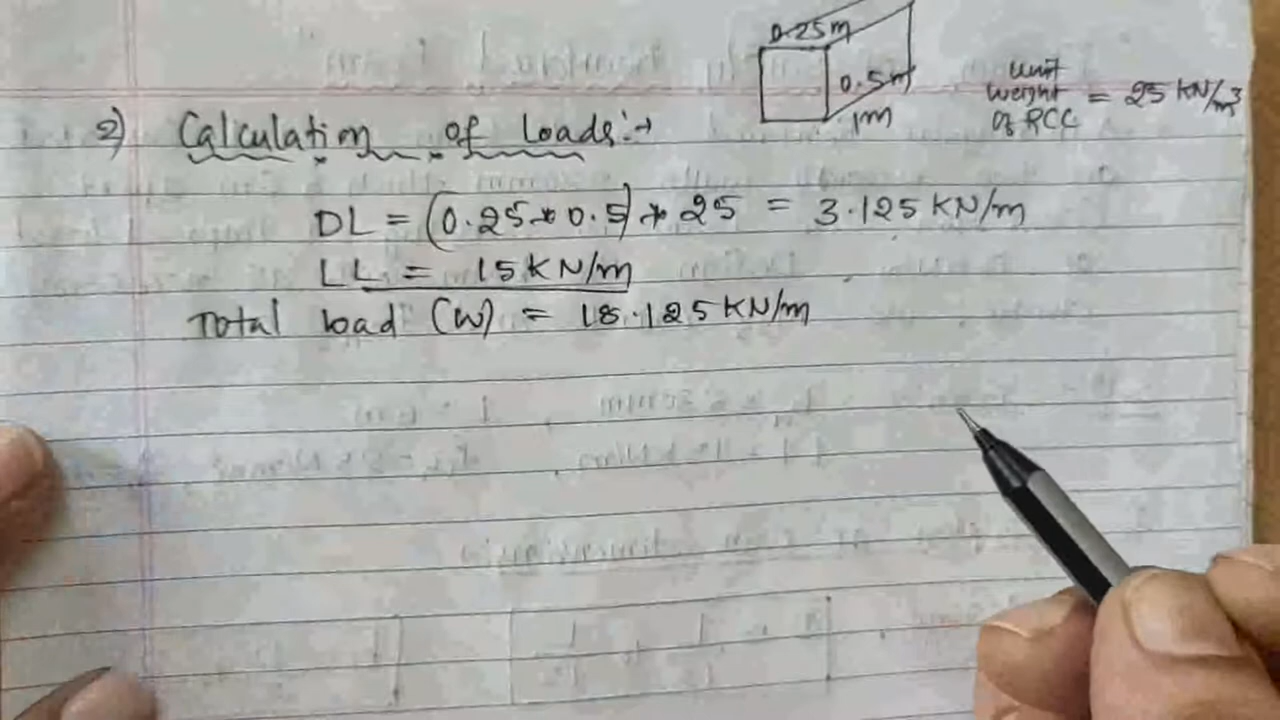 0.25m
0.5m
1m
unit
weight
of RCC
= 25 KN/m3
2) Calculation of loads:→
DL = (0.25 * 0.5) * 25 = 3.125 KN/m
LL = 15 KN/m
Total load (W) = 18.125 KN/m